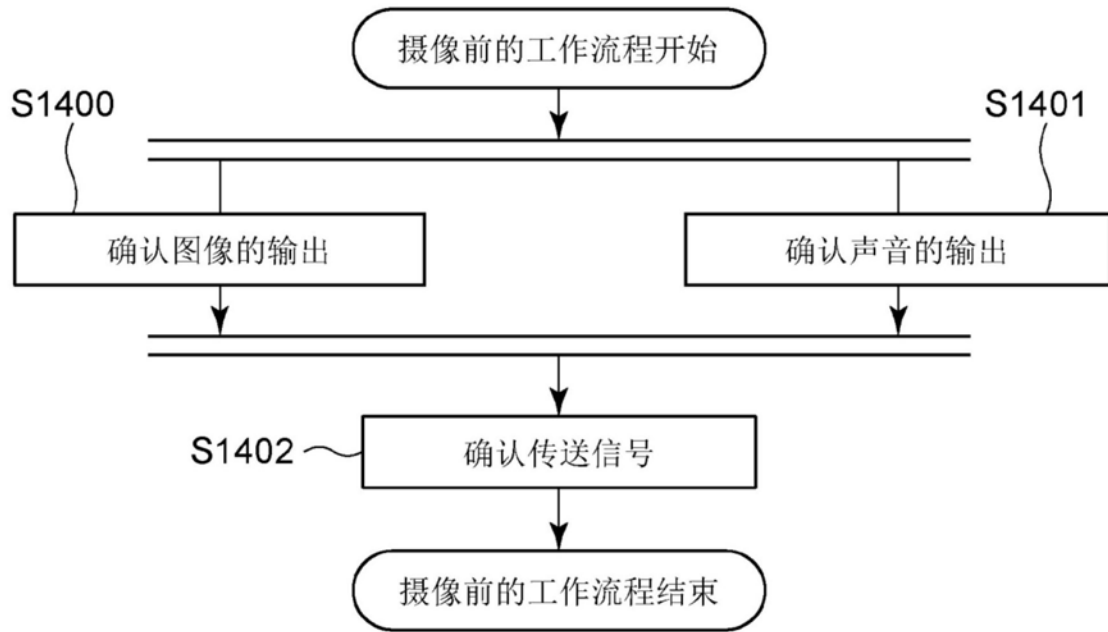 摄像前的工作流程开始
S1400
S1401
确认图像的输出
确认声音的输出
S1402
确认传送信号
摄像前的工作流程结束